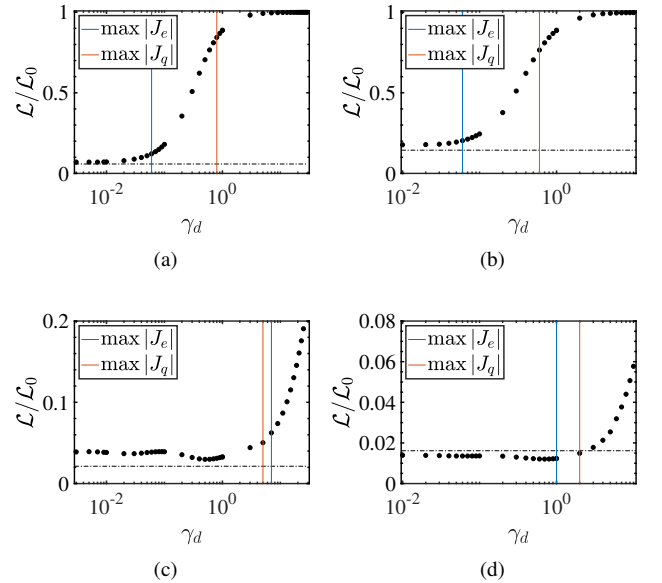 1
max |J_e|
max |J_q|
0.5
0
10^{-2}
10^0
ℒ/ℒ_0
γ_d
(a)
1
max |J_e|
max |J_q|
0.5
0
10^{-2}
10^0
ℒ/ℒ_0
γ_d
(b)
0.2
max |J_e|
max |J_q|
0.1
0
10^{-2}
10^0
ℒ/ℒ_0
γ_d
(c)
0.08
max |J_e|
max |J_q|
0.06
0.04
0.02
0
10^{-2}
10^0
ℒ/ℒ_0
γ_d
(d)